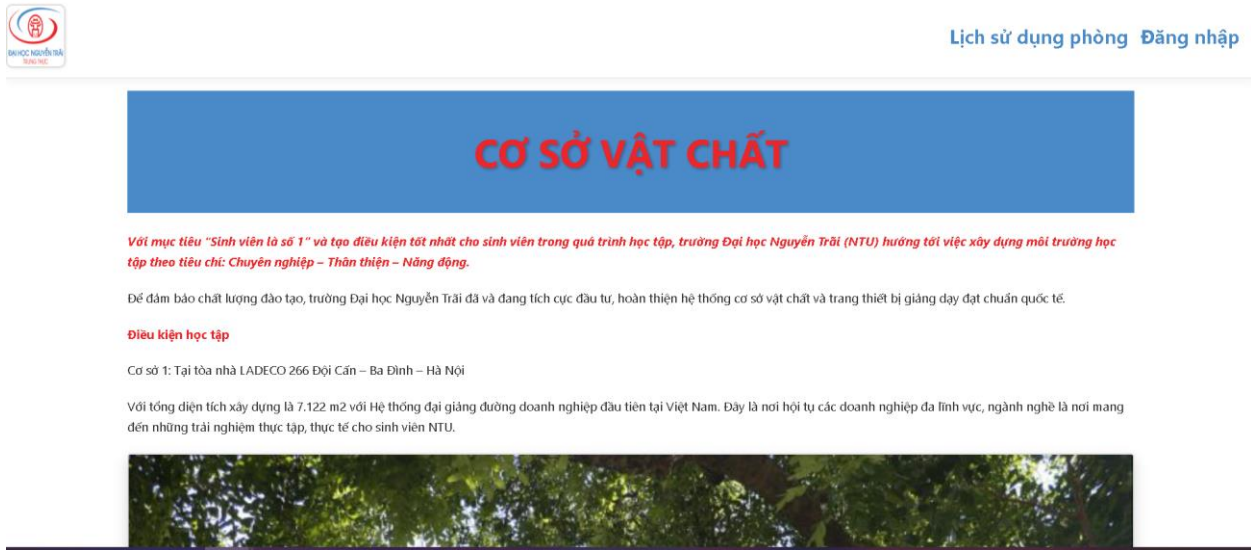 ĐẠI HỌC NGUYỄN TRÃI
Lịch sử dụng phòng Đăng nhập
CƠ SỞ VẬT CHẤT
Với mục tiêu "Sinh viên là số 1" và tạo điều kiện tốt nhất cho sinh viên trong quá trình học tập, trường Đại học Nguyễn Trãi (NTU) hướng tới việc xây dựng môi trường học
tập theo tiêu chí: Chuyên nghiệp – Thân thiện – Năng động.
Để đảm bảo chất lượng đào tạo, trường Đại học Nguyễn Trãi đã và đang tích cực đầu tư, hoàn thiện hệ thống cơ sở vật chất và trang thiết bị giảng dạy đạt chuẩn quốc tế.
Điều kiện học tập
Cơ sở 1: Tại tòa nhà LADECO 266 Đội Cấn – Ba Đình – Hà Nội
Với tổng diện tích xây dựng là 7.122 m2 với Hệ thống đại giảng đường doanh nghiệp đầu tiên tại Việt Nam. Đây là nơi hội tụ các doanh nghiệp đa lĩnh vực, ngành nghề là nơi mang
đến những trải nghiệm thực tập, thực tế cho sinh viên NTU.